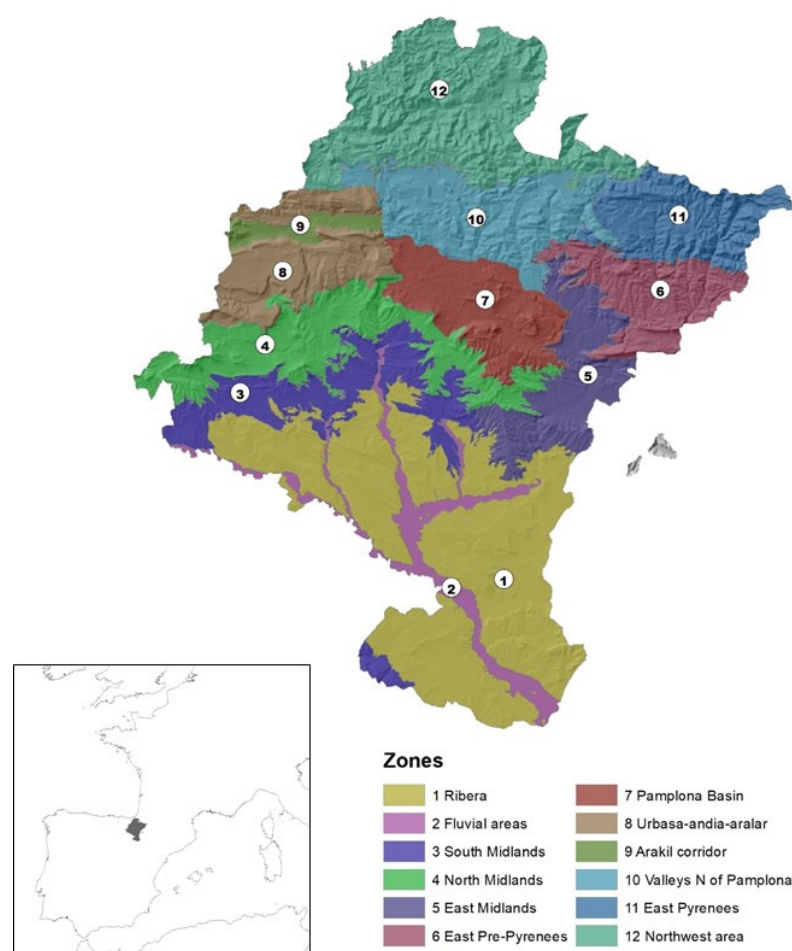 12
11
10
9
8
7
6
4
5
3
2
1
Zones
1 Ribera
2 Fluvial areas
3 South Midlands
4 North Midlands
5 East Midlands
6 East Pre-Pyrenees
7 Pamplona Basin
8 Urbasa-andia-aralar
9 Arakil corridor
10 Valleys N of Pamplona
11 East Pyrenees
12 Northwest area